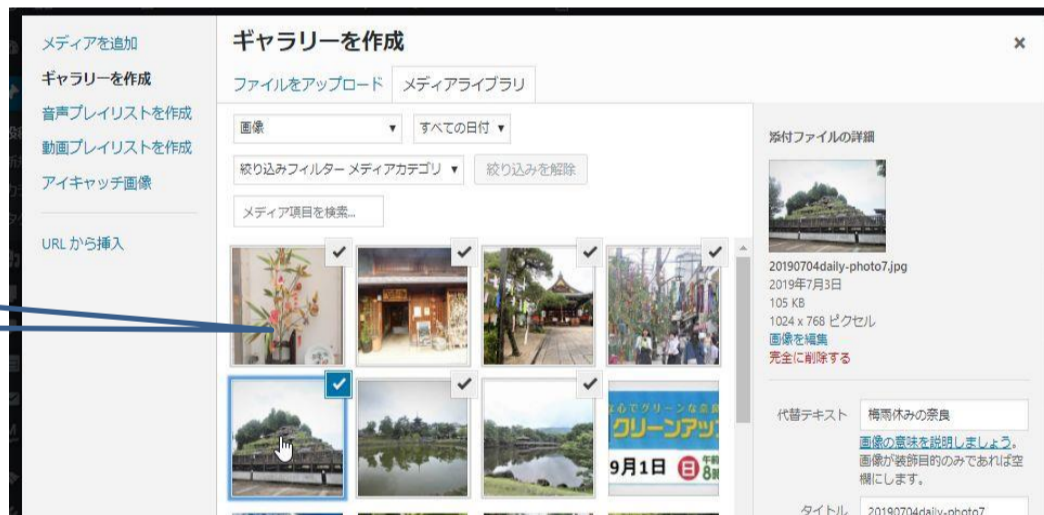 メディアを追加
ギャラリーを作成
音声プレイリストを作成
動画プレイリストを作成
アイキャッチ画像
URL から挿入
ギャラリーを作成
ファイルをアップロード
メディアライブラリ
画像
すべての日付
絞り込みフィルター メディアカテゴリ
絞り込みを解除
メディア項目を検索...
クリーンアップ
9月1日 日 午前
添付ファイルの詳細
20190704daily-photo7.jpg
2019年7月3日
105 KB
1024 x 768 ピクセル
画像を編集
完全に削除する
代替テキスト
梅雨休みの奈良
画像の意味を説明しましょう。
画像が装飾目的のみであれば空
欄にします。
タイトル
20190704daily-photo7